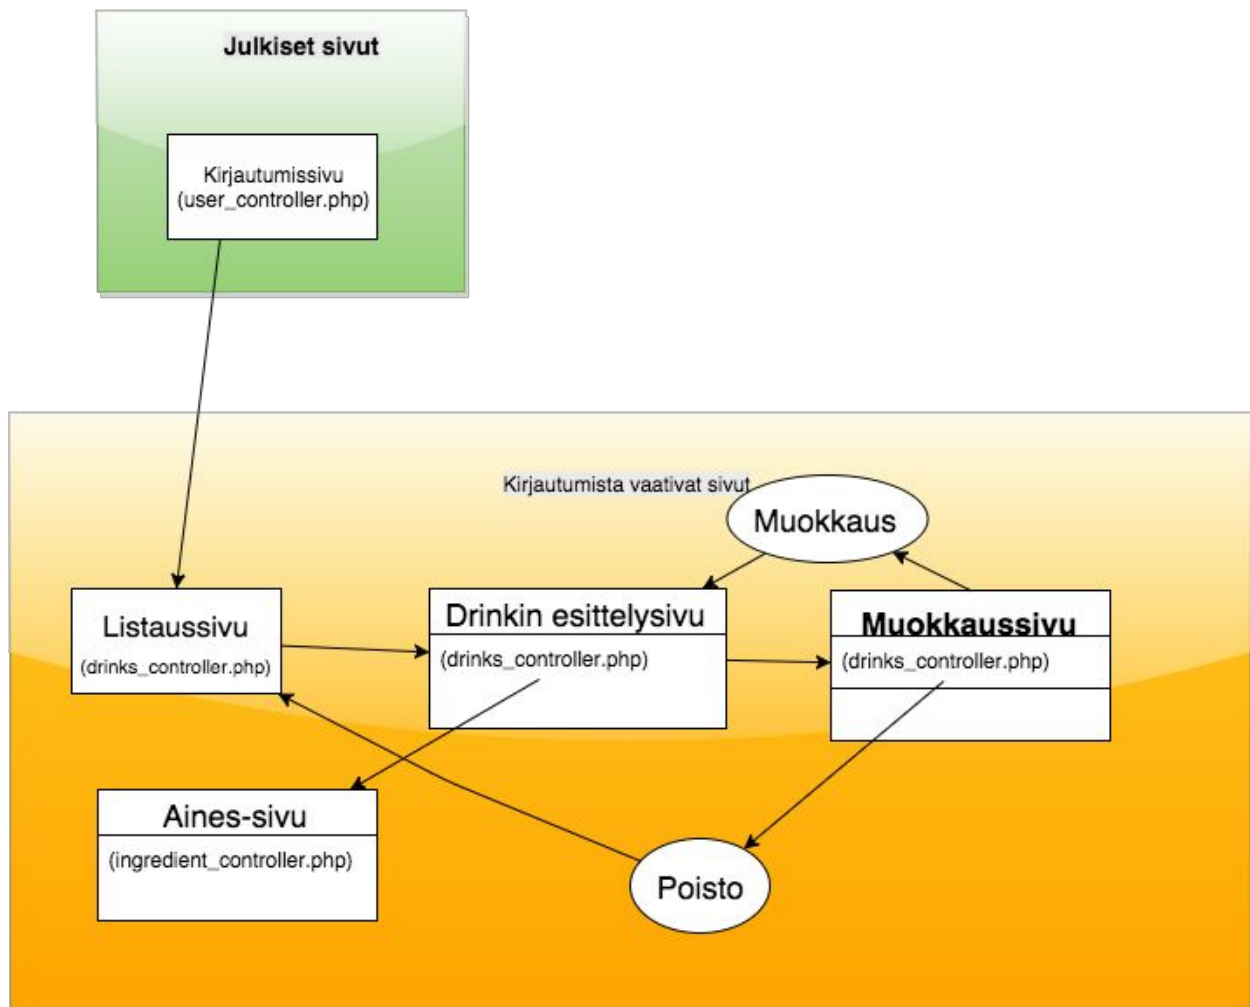 Julkiset sivut
Kirjautumissivu
(user_controller.php)
Kirjautumista vaativat sivut
Muokkaus
Listaussivu
(drinks_controller.php)
Drinkin esittelysivu
(drinks_controller.php)
Muokkaussivu
(drinks_controller.php)
Aines-sivu
(ingredient_controller.php)
Poisto